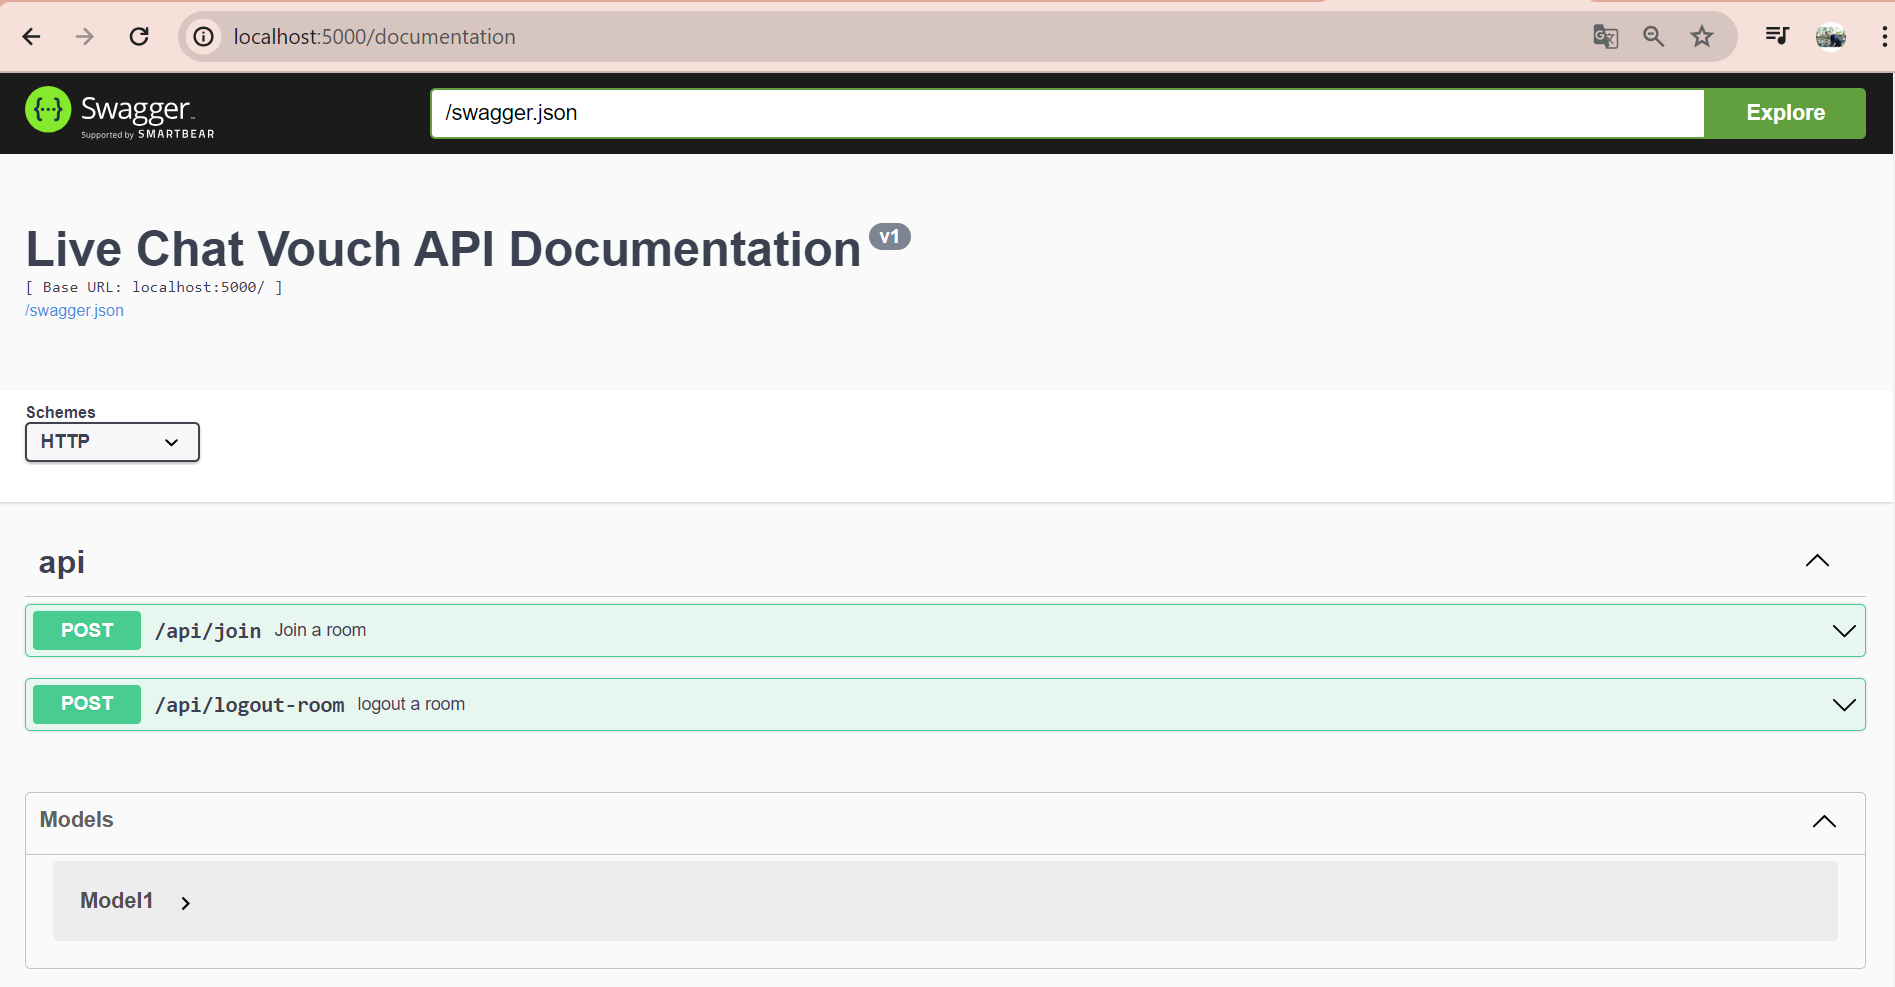 localhost:5000/documentation
{···} Swagger™
Supported by SMARTBEAR
/swagger.json
Explore
Live Chat Vouch API Documentation v1
[ Base URL: localhost:5000/ ]
/swagger.json
Schemes
HTTP
api
POST /api/join Join a room
POST /api/logout-room logout a room
Models
Model1